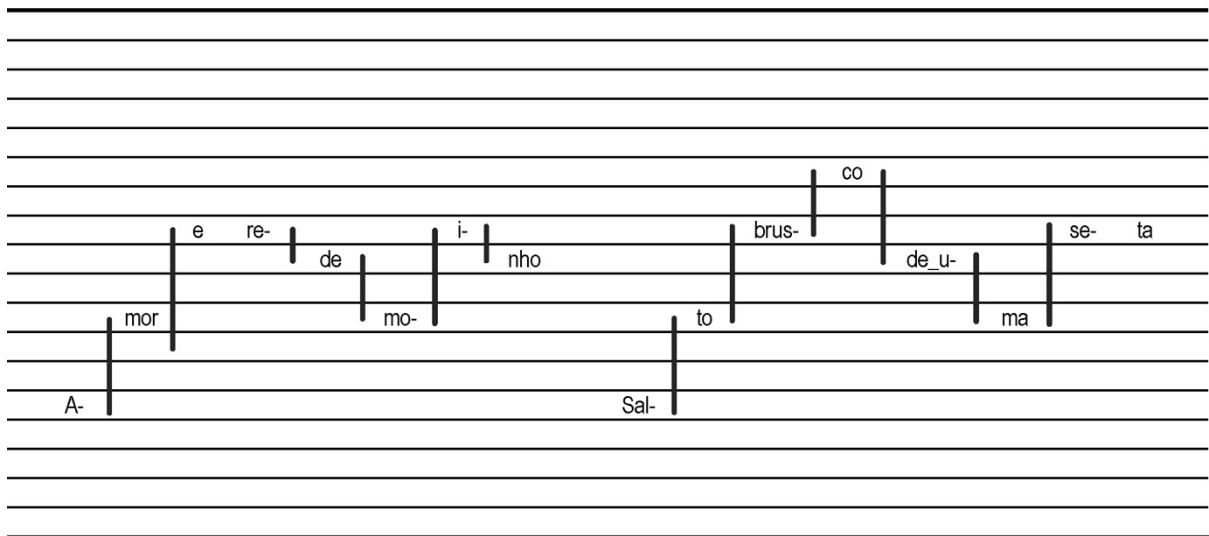 co
e re- i- brus- se- ta
de nho de_u-
mor mo- to ma
A- Sal-